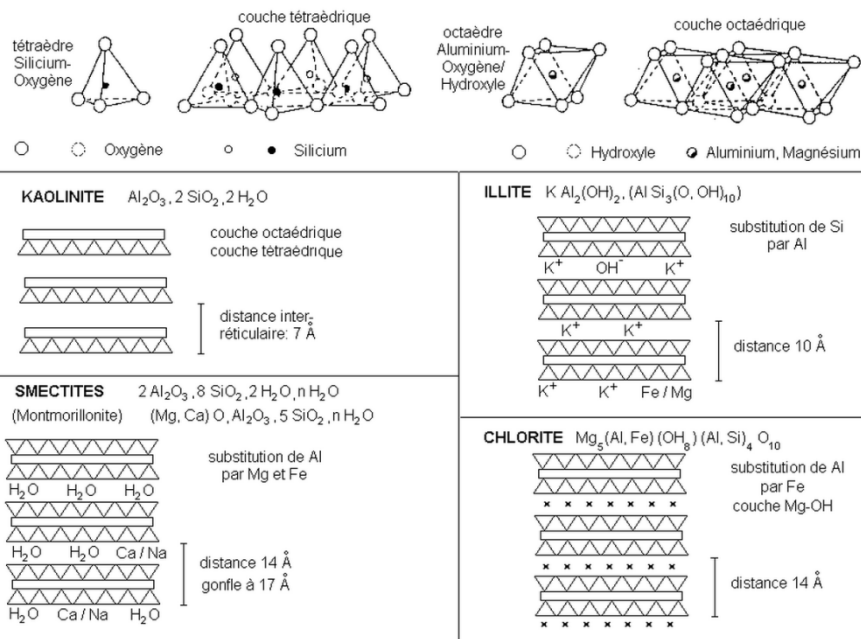 tétraèdre
Silicium-
Oxygène
couche tétraèdrique
octaèdre
Aluminium-
Oxygène/
Hydroxyle
couche octaédrique
Oxygène
Silicium
Hydroxyle
Aluminium, Magnésium
KAOLINITE Al₂O₃, 2 SiO₂, 2 H₂O
couche octaédrique
couche tétraèdrique
distance inter-
réticulaire: 7 Å
SMECTITES 2 Al₂O₃, 8 SiO₂, 2 H₂O, n H₂O
(Montmorillonite) (Mg, Ca) O, Al₂O₃, 5 SiO₂, n H₂O
substitution de Al
par Mg et Fe
H₂O H₂O H₂O
H₂O H₂O Ca / Na
distance 14 Å
gonfle à 17 Å
H₂O Ca / Na H₂O
ILLITE K Al₂(OH)₂, (Al Si₃(O, OH)₁₀)
substitution de Si
par Al
K⁺ OH⁻ K⁺
K⁺ K⁺
distance 10 Å
K⁺ K⁺ Fe / Mg
CHLORITE Mg₅(Al, Fe) (OH₈) (Al, Si)₄ O₁₀
substitution de Al
par Fe
couche Mg-OH
distance 14 Å